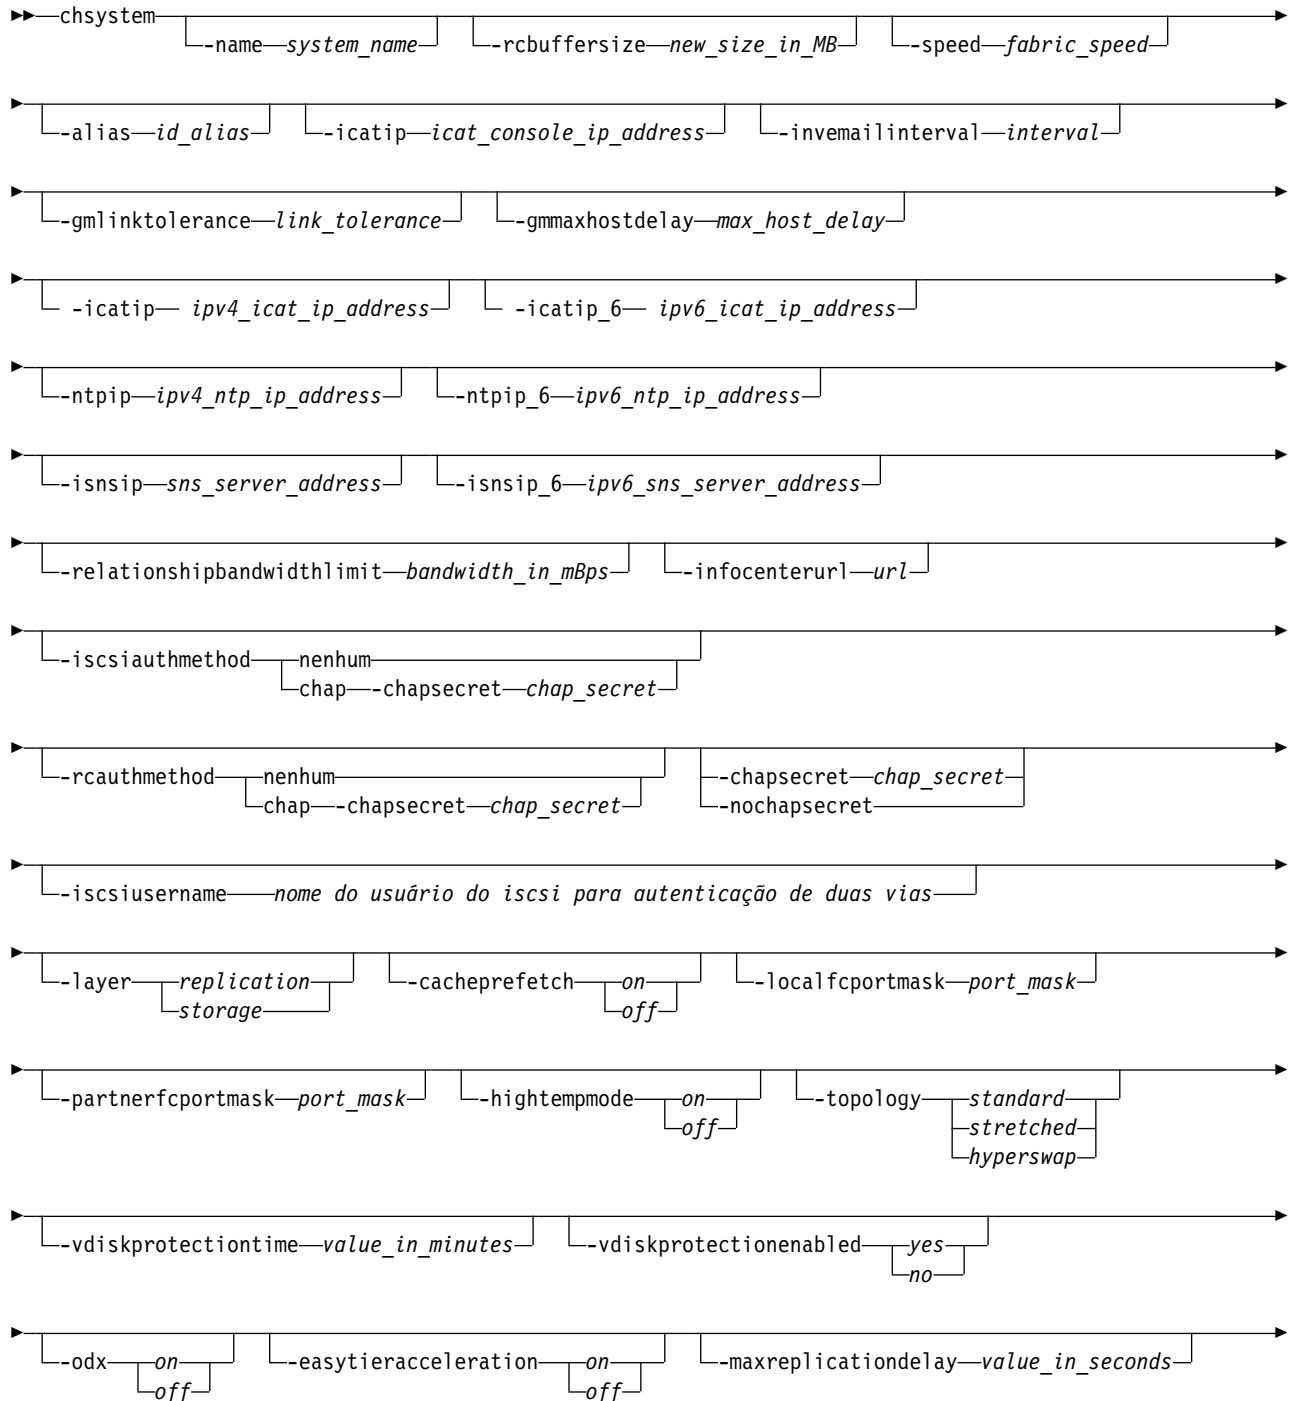 chsystem -name system_name -rcbuffersize new_size_in_MB -speed fabric_speed
-alias id_alias -icatip icat_console_ip_address -invemailinterval interval
-gmlinktolerance link_tolerance -gmmaxhostdelay max_host_delay
-icatip ipv4_icat_ip_address -icatip_6 ipv6_icat_ip_address
-ntpip ipv4_ntp_ip_address -ntpip_6 ipv6_ntp_ip_address
-isnsip sns_server_address -isnsip_6 ipv6_sns_server_address
-relationshipbandwidthlimit bandwidth_in_mBps -infocenterurl url
-iscsiauthmethod nenhum
chap -chapsecret chap_secret
-rcauthmethod nenhum -chapsecret chap_secret
chap -chapsecret chap_secret -nochapsecret
-iscsiusername nome do usuário do iscsi para autenticação de duas vias
-layer replication -cacheprefetch on -localfcportmask port_mask
storage off
-partnerfcportmask port_mask -hightempmode on -topology standard
off stretched
hyperswap
-vdiskprotectiontime value_in_minutes -vdiskprotectionenabled yes
no
-odx on -easytieracceleration on -maxreplicationdelay value_in_seconds
off off